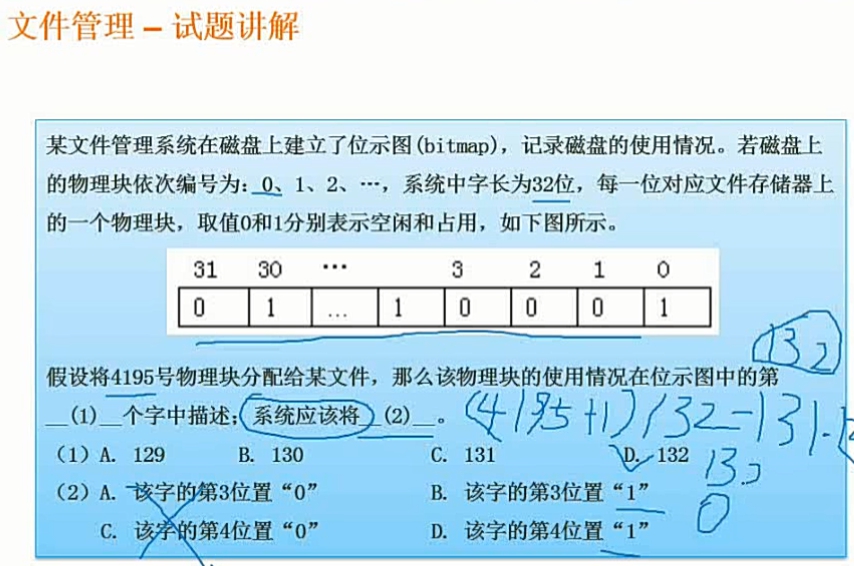 文件管理 – 试题讲解
某文件管理系统在磁盘上建立了位示图(bitmap)，记录磁盘的使用情况。若磁盘上
的物理块依次编号为：0、1、2、…，系统中字长为32位，每一位对应文件存储器上
的一个物理块，取值0和1分别表示空闲和占用，如下图所示。
31 30 … 3 2 1 0
0 1 … 1 0 0 0 1
132
假设将4195号物理块分配给某文件，那么该物理块的使用情况在位示图中的第
__(1)__个字中描述；系统应该将__(2)__。
(4195+1)/32=131.
（1）A. 129 B. 130 C. 131 D. 132
（2）A. 该字的第3位置“0” B. 该字的第3位置“1”
0
C. 该字的第4位置“0” D. 该字的第4位置“1”